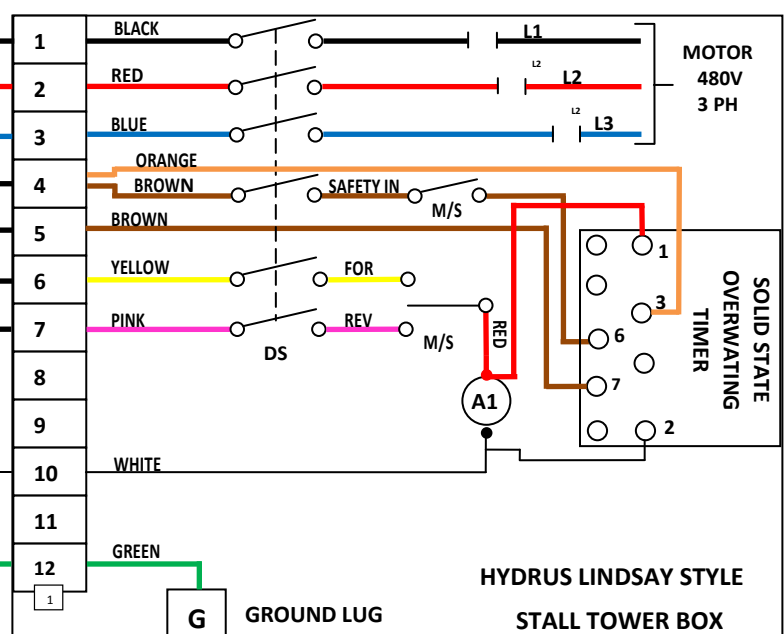 1
BLACK
L1
2
RED
L2
L2
MOTOR
480V
3 PH
3
BLUE
L2
L3
4
ORANGE
BROWN
SAFETY IN
M/S
5
BROWN
1
6
YELLOW
FOR
3
7
PINK
REV
M/S
RED
DS
6
7
2
SOLID STATE
OVERWATING
TIMER
8
A1
9
10
WHITE
11
12
GREEN
1
G
GROUND LUG
HYDRUS LINDSAY STYLE
STALL TOWER BOX